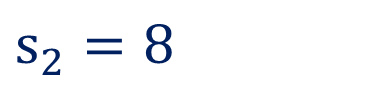 s₂ = 8